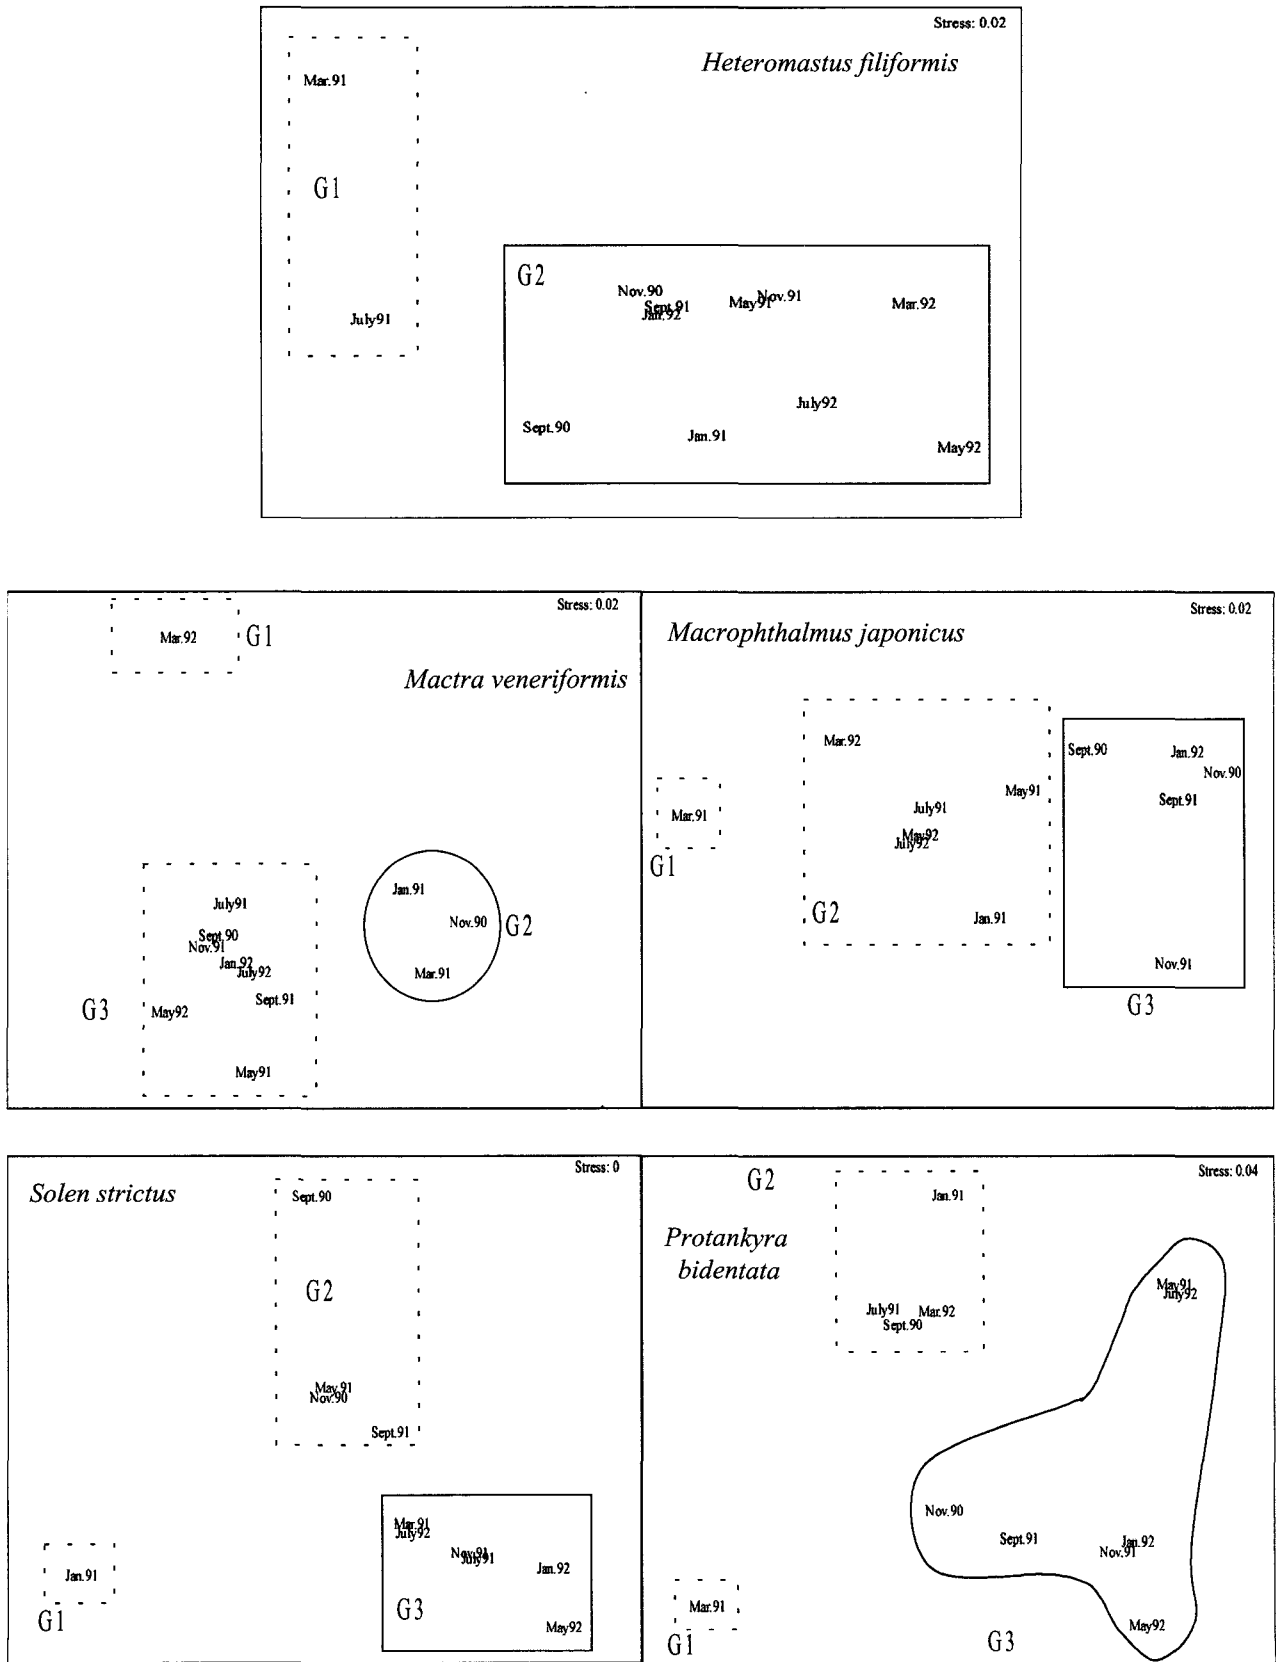 Stress: 0.02
Heteromastus filiformis
Mar.91
G1
July91
G2
Nov.90
Sept.91
Jan.92
May91
Nov.91
Mar.92
Sept.90
Jan.91
July92
May92
Stress: 0.02
Mar.92
G1
Mactra veneriformis
Jan.91
Nov.90
G2
Mar.91
July91
Sept.90
Nov.91
Jan.92
July92
Sept.91
G3
May92
May91
Stress: 0.02
Macrophthalmus japonicus
Mar.91
G1
Mar.92
May91
July91
May92
July92
G2
Jan.91
Sept.90
Jan.92
Nov.90
Sept.91
Nov.91
G3
Stress: 0
Solen strictus
Sept.90
G2
May.91
Nov.90
Sept.91
Jan.91
G1
Mar.91
July92
Nov.91
July91
Jan.92
G3
May92
Stress: 0.04
G2
Jan.91
Protankyra
bidentata
July91
Mar.92
Sept.90
May91
July92
Nov.90
Sept.91
Jan.92
Nov.91
May92
Mar.91
G1
G3